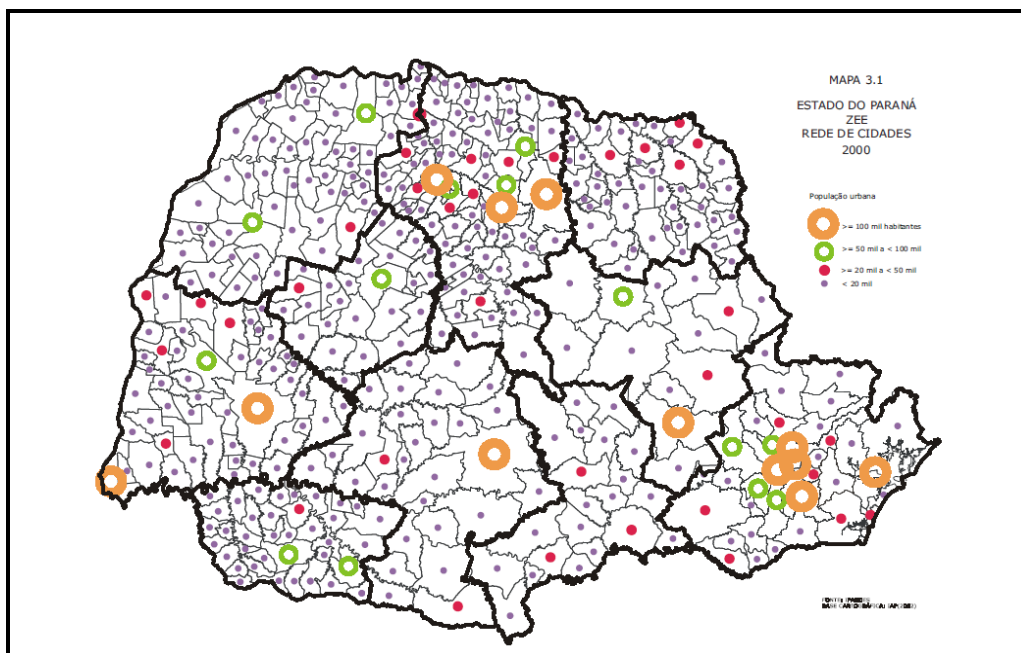 MAPA 3.1
ESTADO DO PARANÁ
ZEE
REDE DE CIDADES
2000
População urbana
>= 100 mil habitantes
>= 50 mil a < 100 mil
>= 20 mil a < 50 mil
< 20 mil